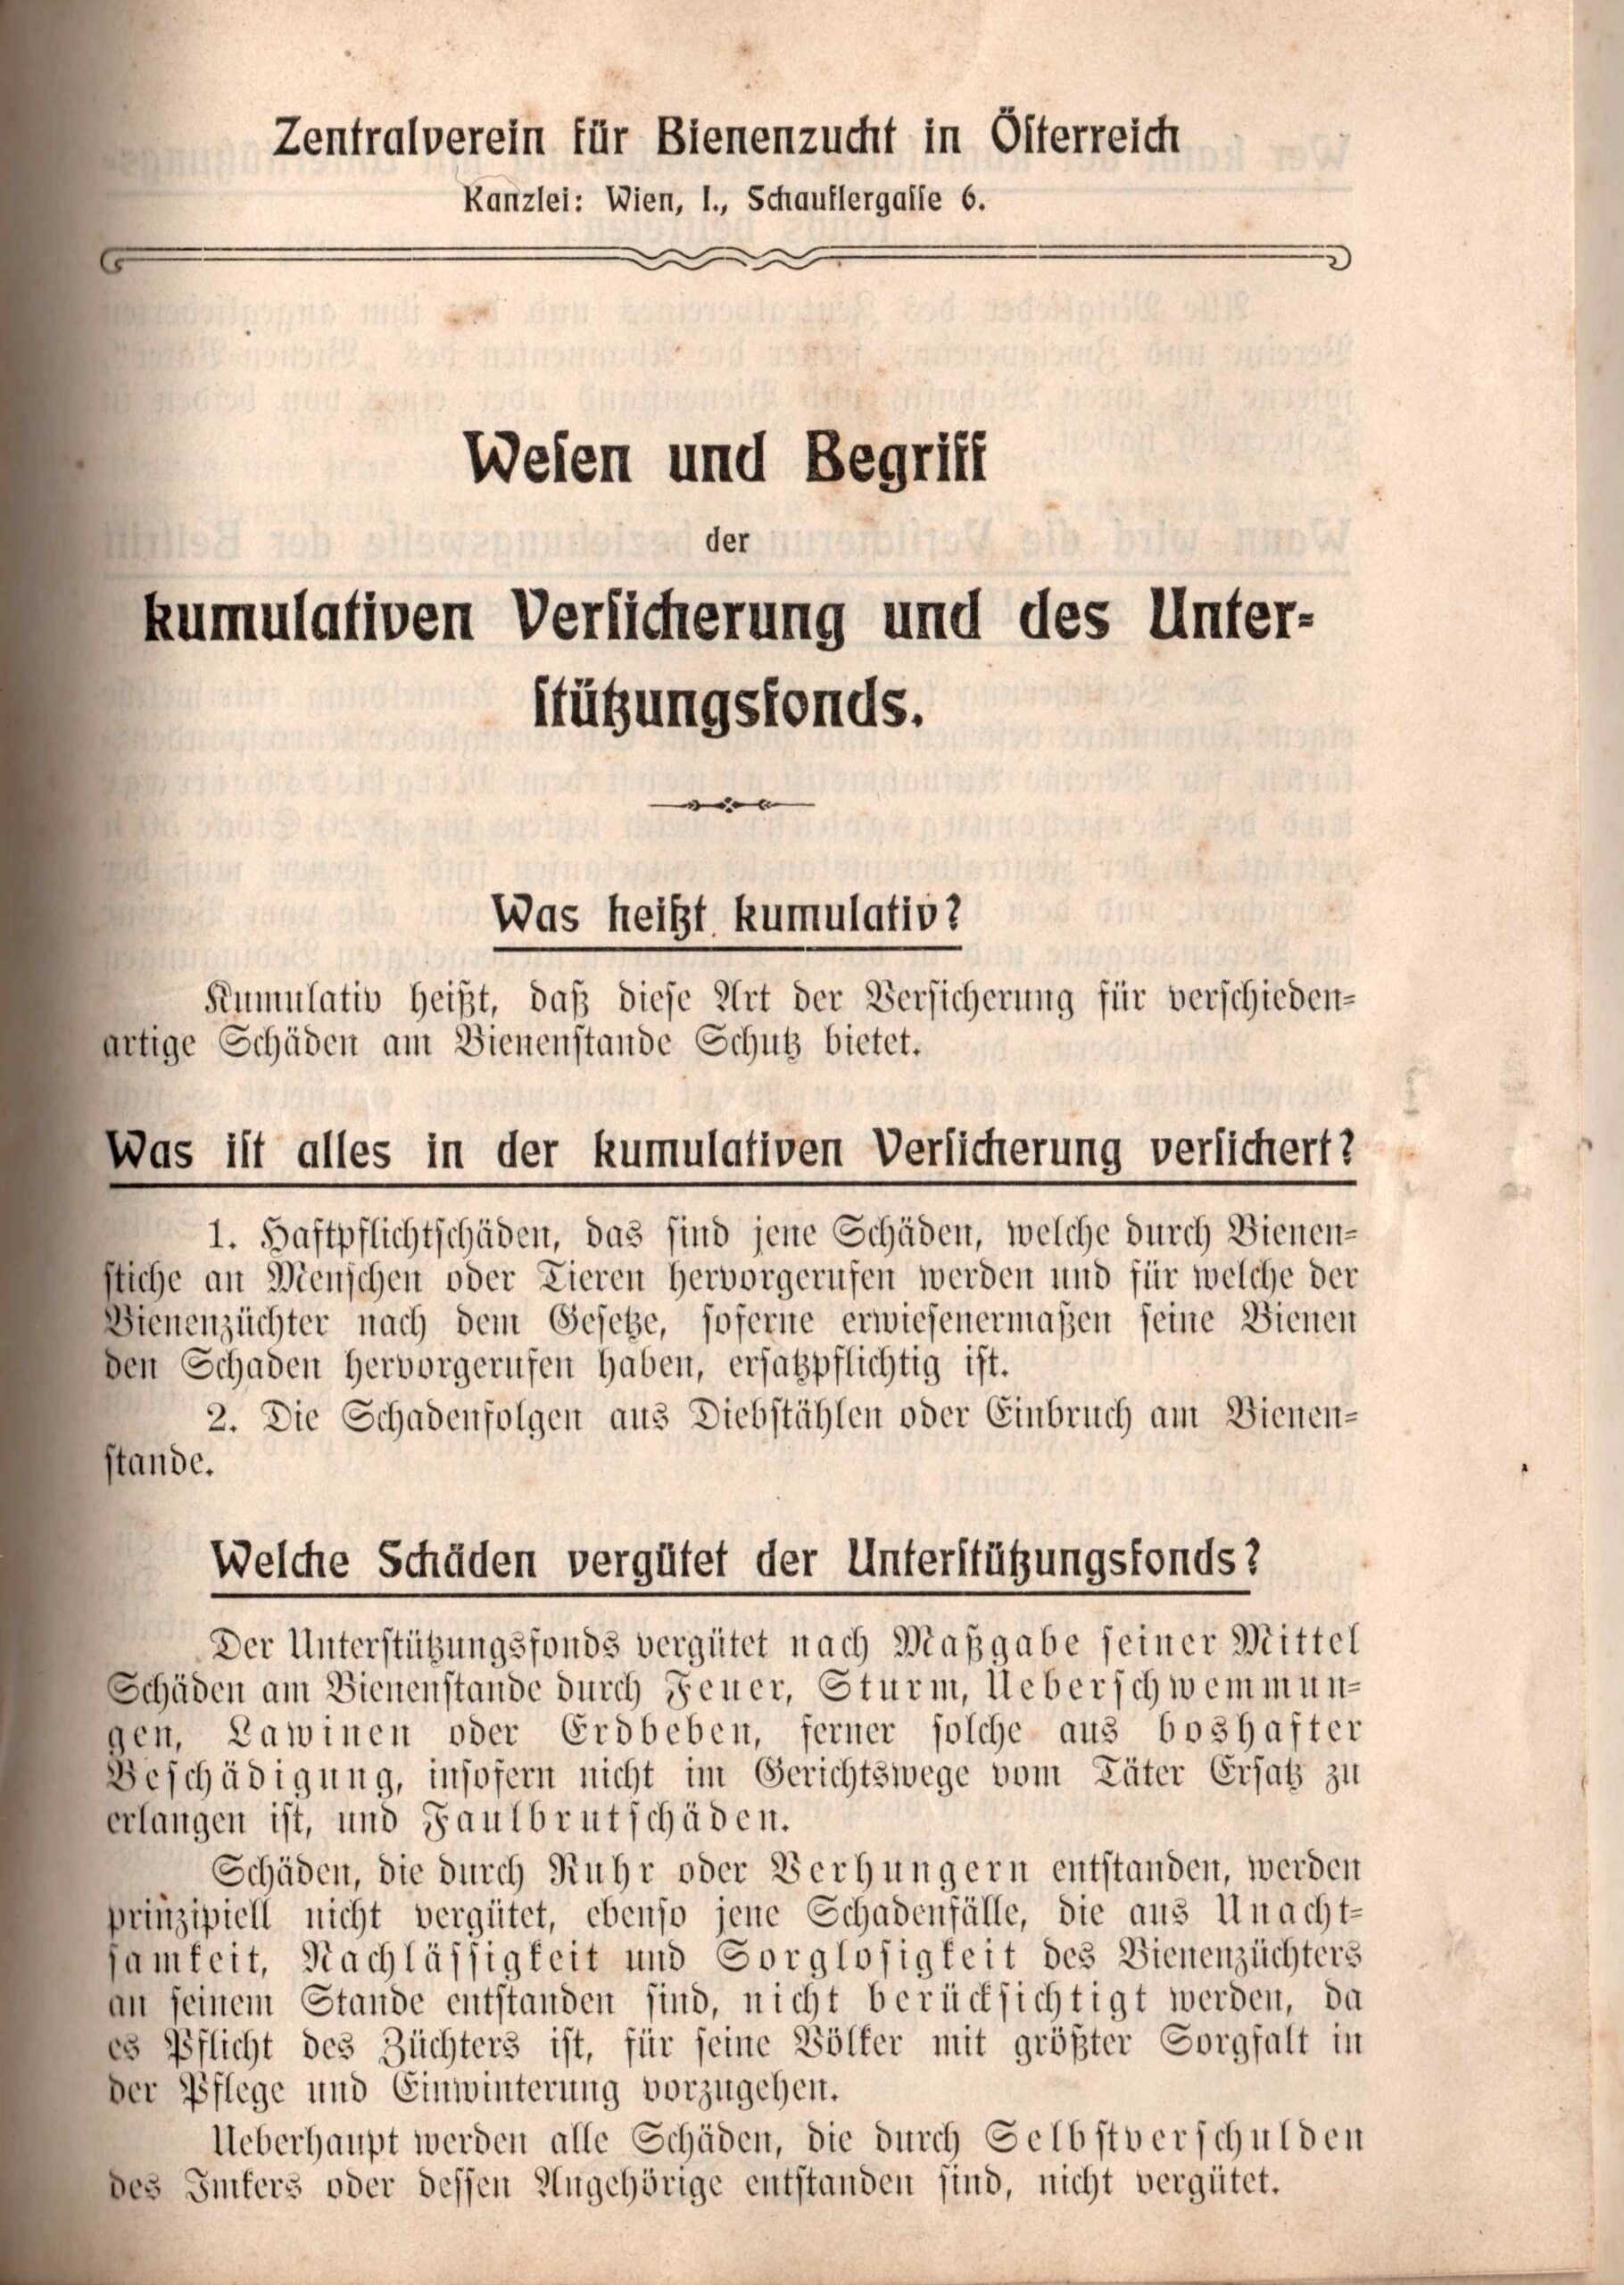 Zentralverein für Bienenzucht in Österreich
Kanzlei: Wien, I., Schauflergasse 6.
Wesen und Begriff
der
kumulativen Versicherung und des Unter-
stützungsfonds.
Was heißt kumulativ?
Kumulativ heißt, daß diese Art der Versicherung für verschieden-
artige Schäden am Bienenstande Schutz bietet.
Was ist alles in der kumulativen Versicherung versichert?
1. Haftpflichtschäden, das sind jene Schäden, welche durch Bienen-
stiche an Menschen oder Tieren hervorgerufen werden und für welche der
Bienenzüchter nach dem Gesetze, soferne erwiesenermaßen seine Bienen
den Schaden hervorgerufen haben, ersatzpflichtig ist.
2. Die Schadenfolgen aus Diebstählen oder Einbruch am Bienen-
stande.
Welche Schäden vergütet der Unterstützungsfonds?
Der Unterstützungsfonds vergütet nach Maßgabe seiner Mittel
Schäden am Bienenstande durch Feuer, Sturm, Ueberschwemmun-
gen, Lawinen oder Erdbeben, ferner solche aus boshafter
Beschädigung, insofern nicht im Gerichtswege vom Täter Ersatz zu
erlangen ist, und Faulbrutschäden.
Schäden, die durch Ruhr oder Verhungern entstanden, werden
prinzipiell nicht vergütet, ebenso jene Schadenfälle, die aus Unacht-
samkeit, Nachlässigkeit und Sorglosigkeit des Bienenzüchters
an seinem Stande entstanden sind, nicht berücksichtigt werden, da
es Pflicht des Züchters ist, für seine Völker mit größter Sorgfalt in
der Pflege und Einwinterung vorzugehen.
Ueberhaupt werden alle Schäden, die durch Selbstverschulden
des Imkers oder dessen Angehörige entstanden sind, nicht vergütet.